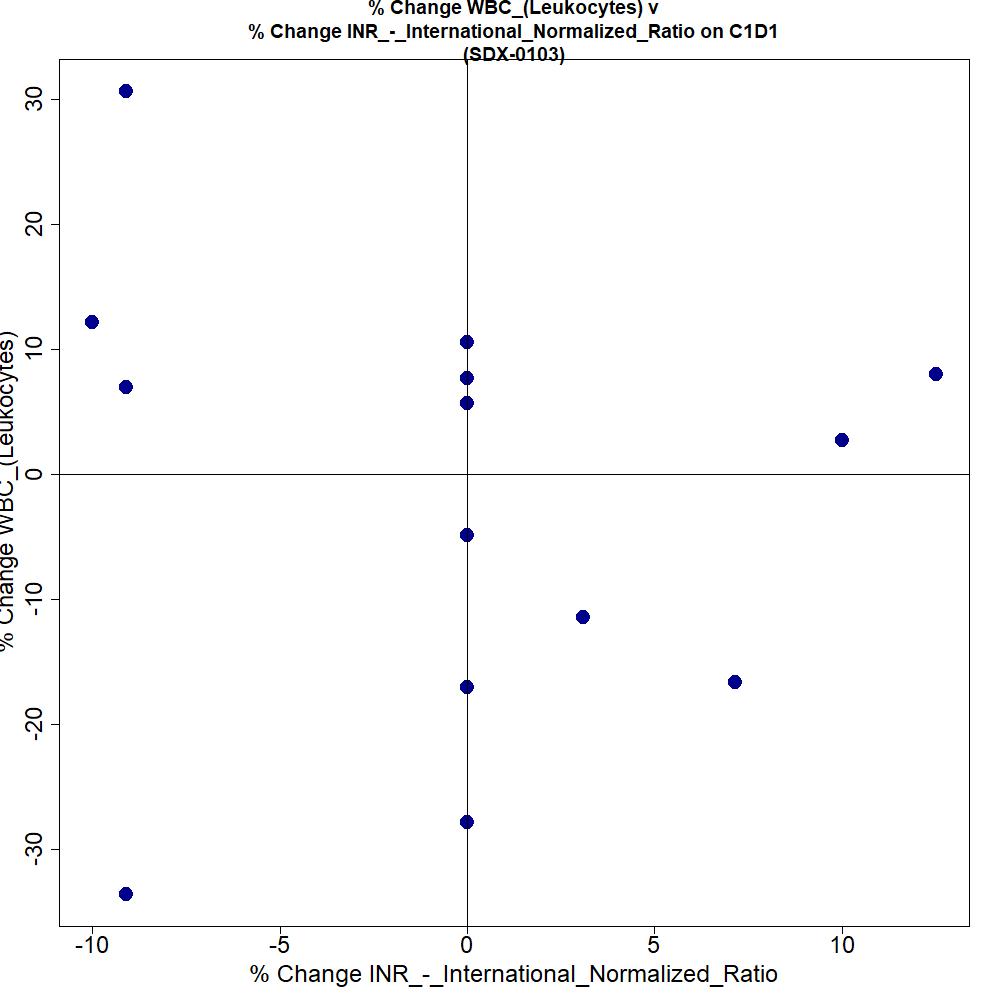 % Change WBC_(Leukocytes) v
% Change INR_-_International_Normalized_Ratio on C1D1
(SDX-0103)
% Change WBC_(Leukocytes)
30
20
10
0
-10
-20
-30
-10
-5
0
5
10
% Change INR_-_International_Normalized_Ratio